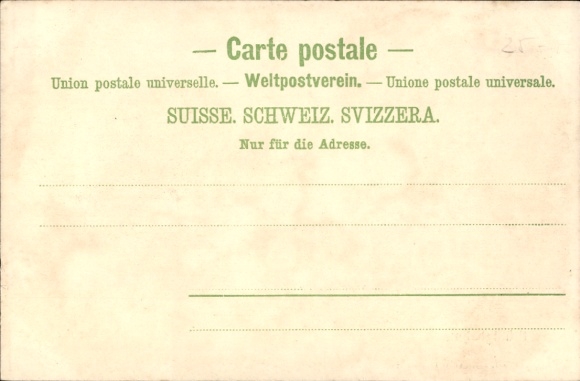 — Carte postale —
Union postale universelle. — Weltpostverein. — Unione postale universale.
SUISSE. SCHWEIZ. SVIZZERA.
Nur für die Adresse.